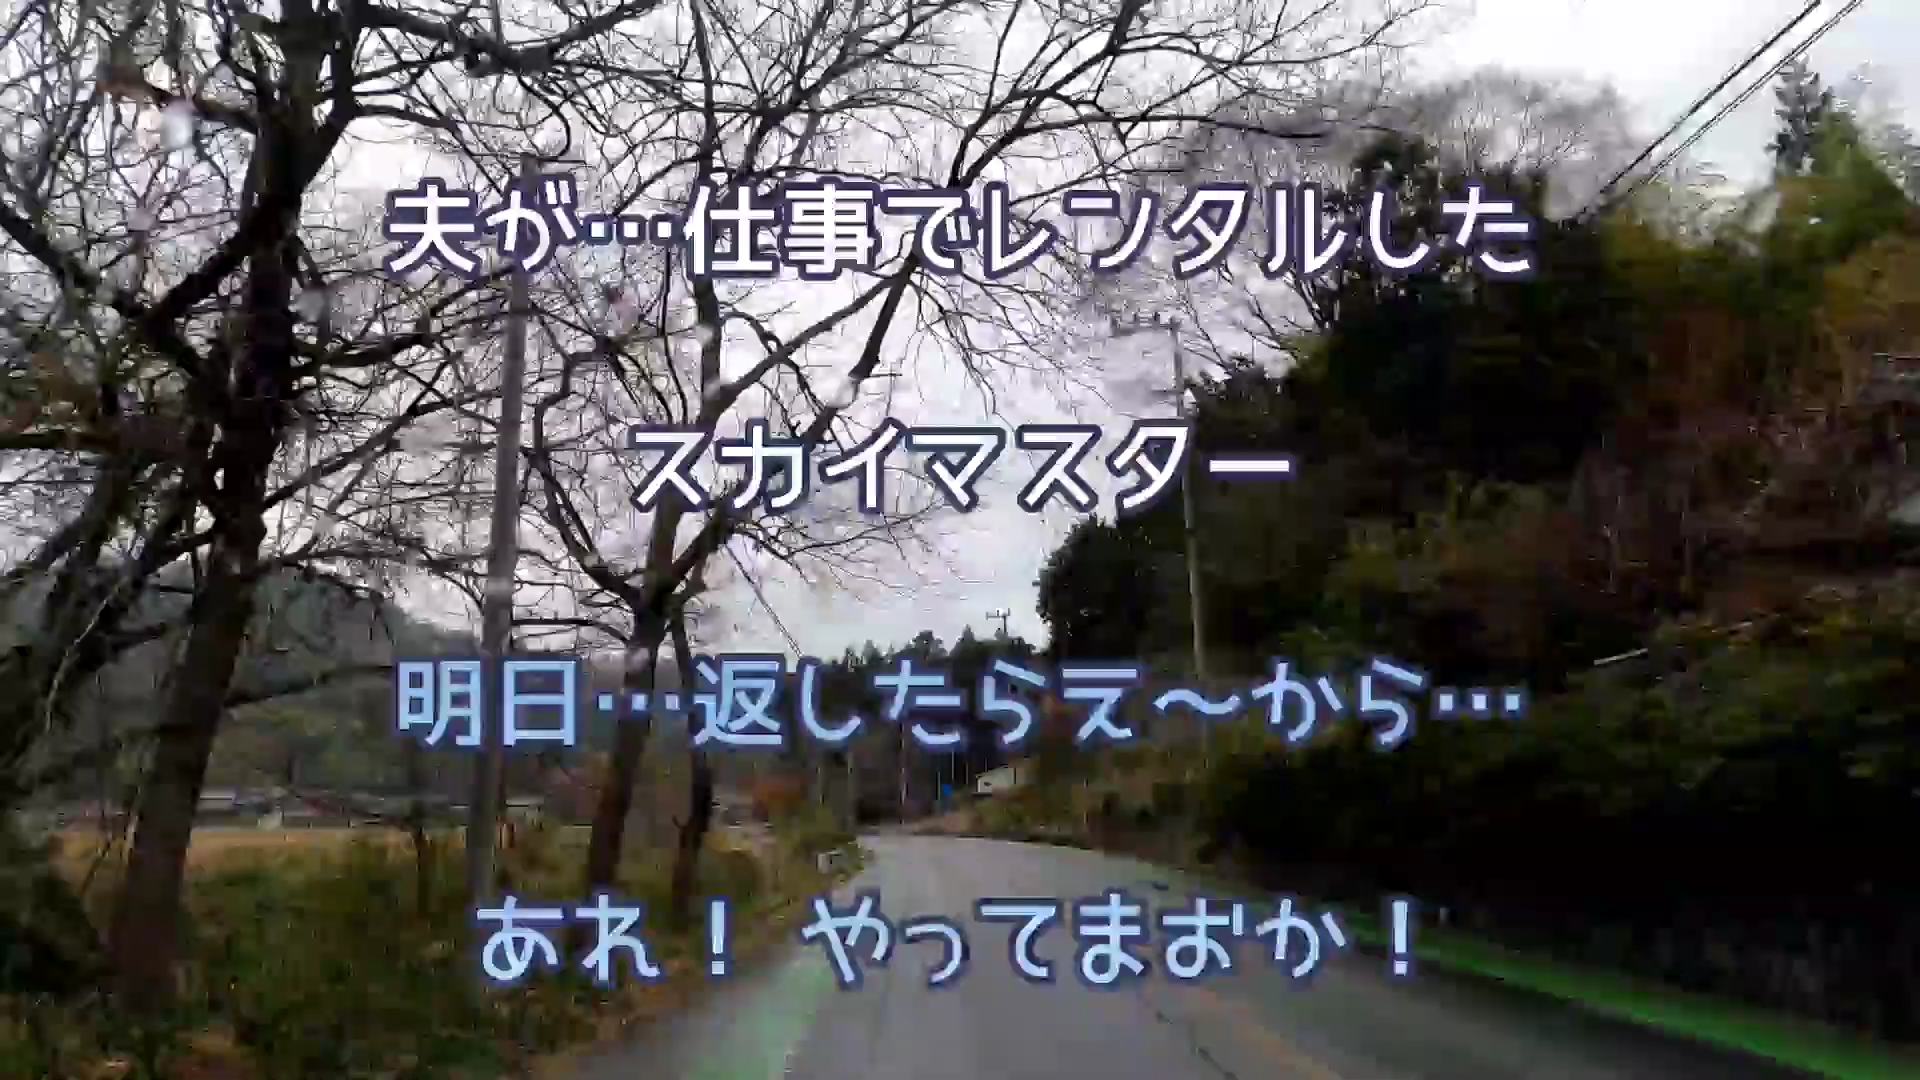 夫が…仕事でレンタルした
スカイマスター
明日…返したらえ～から…
あれ！ やってまおか！